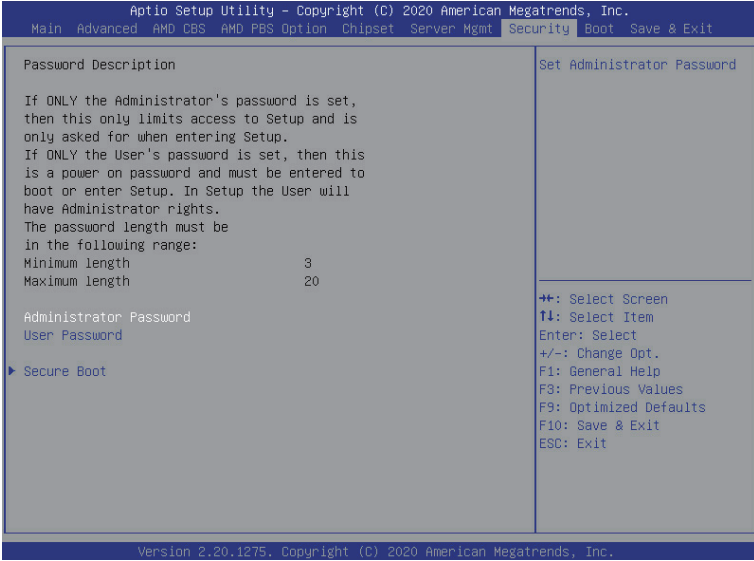 Aptio Setup Utility – Copyright (C) 2020 American Megatrends, Inc.
Main Advanced AMD CBS AMD PBS Option Chipset Server Mgmt Security Boot Save & Exit
Password Description
If ONLY the Administrator's password is set,
then this only limits access to Setup and is
only asked for when entering Setup.
If ONLY the User's password is set, then this
is a power on password and must be entered to
boot or enter Setup. In Setup the User will
have Administrator rights.
The password length must be
in the following range:
Minimum length 3
Maximum length 20
Administrator Password
User Password
Secure Boot
Set Administrator Password
→←: Select Screen
↑↓: Select Item
Enter: Select
+/-: Change Opt.
F1: General Help
F3: Previous Values
F9: Optimized Defaults
F10: Save & Exit
ESC: Exit
Version 2.20.1275. Copyright (C) 2020 American Megatrends, Inc.